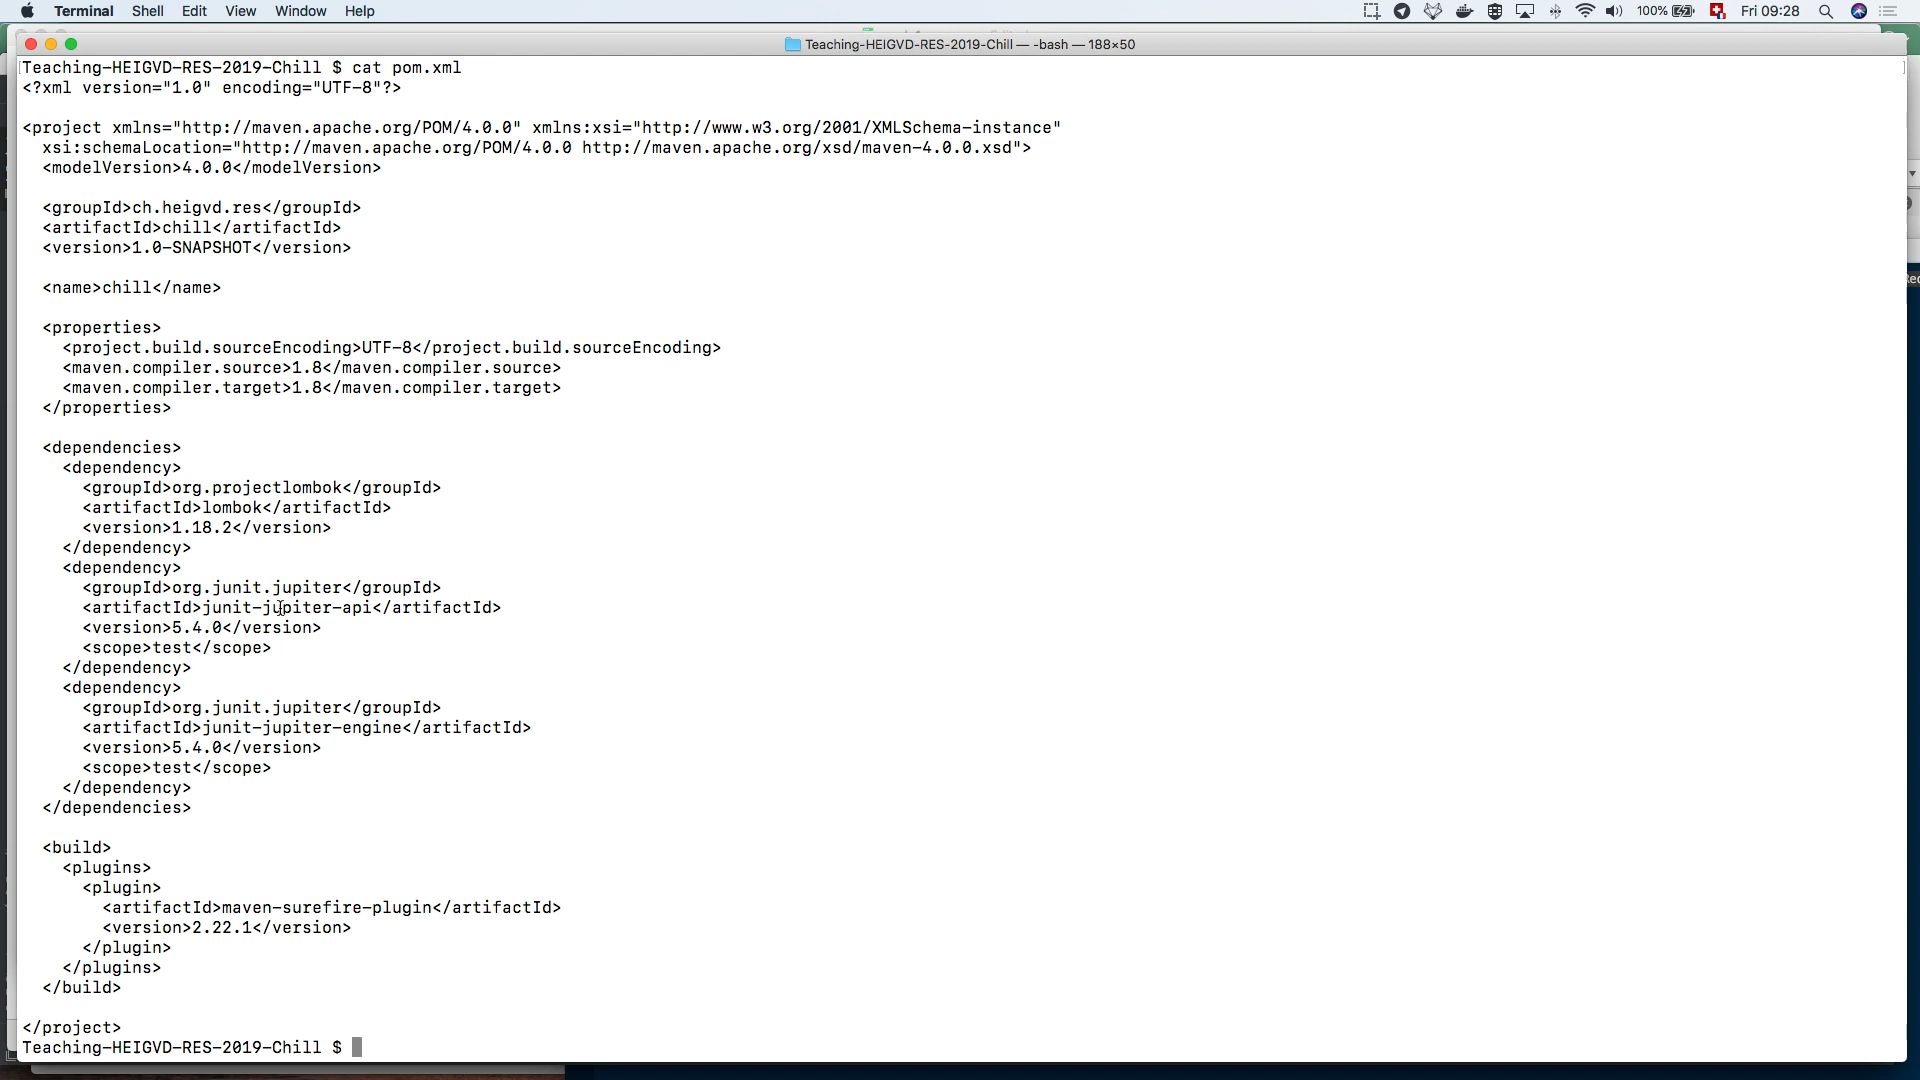 Terminal Shell Edit View Window Help 100% Fri 09:28
Teaching-HEIGVD-RES-2019-Chill — -bash — 188×50
Teaching-HEIGVD-RES-2019-Chill $ cat pom.xml
<?xml version="1.0" encoding="UTF-8"?>
<project xmlns="http://maven.apache.org/POM/4.0.0" xmlns:xsi="http://www.w3.org/2001/XMLSchema-instance"
xsi:schemaLocation="http://maven.apache.org/POM/4.0.0 http://maven.apache.org/xsd/maven-4.0.0.xsd">
<modelVersion>4.0.0</modelVersion>
<groupId>ch.heigvd.res</groupId>
<artifactId>chill</artifactId>
<version>1.0-SNAPSHOT</version>
<name>chill</name>
<properties>
<project.build.sourceEncoding>UTF-8</project.build.sourceEncoding>
<maven.compiler.source>1.8</maven.compiler.source>
<maven.compiler.target>1.8</maven.compiler.target>
</properties>
<dependencies>
<dependency>
<groupId>org.projectlombok</groupId>
<artifactId>lombok</artifactId>
<version>1.18.2</version>
</dependency>
<dependency>
<groupId>org.junit.jupiter</groupId>
<artifactId>junit-jupiter-api</artifactId>
<version>5.4.0</version>
<scope>test</scope>
</dependency>
<dependency>
<groupId>org.junit.jupiter</groupId>
<artifactId>junit-jupiter-engine</artifactId>
<version>5.4.0</version>
<scope>test</scope>
</dependency>
</dependencies>
<build>
<plugins>
<plugin>
<artifactId>maven-surefire-plugin</artifactId>
<version>2.22.1</version>
</plugin>
</plugins>
</build>
</project>
Teaching-HEIGVD-RES-2019-Chill $